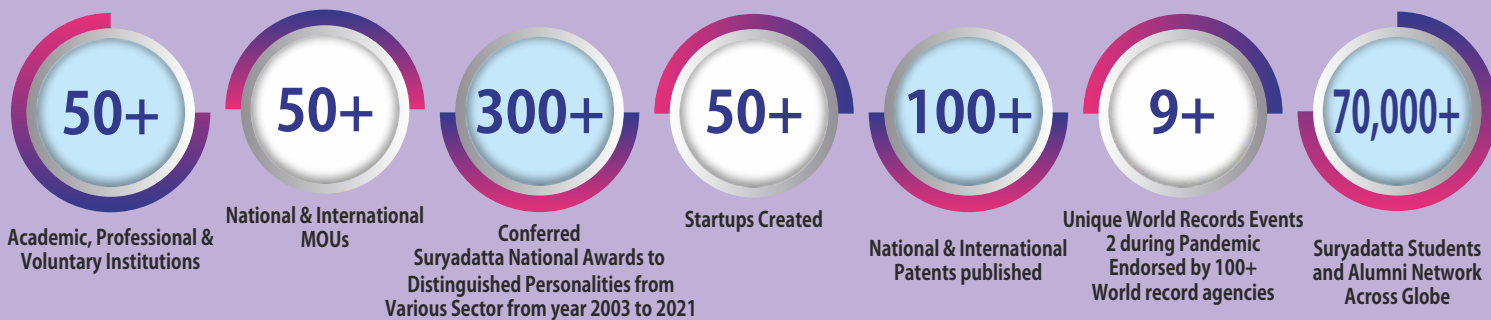 50+
Academic, Professional &
Voluntary Institutions
50+
National & International
MOUs
300+
Conferred
Suryadatta National Awards to
Distinguished Personalities from
Various Sector from year 2003 to 2021
50+
Startups Created
100+
National & International
Patents published
9+
Unique World Records Events
2 during Pandemic
Endorsed by 100+
World record agencies
70,000+
Suryadatta Students
and Alumni Network
Across Globe